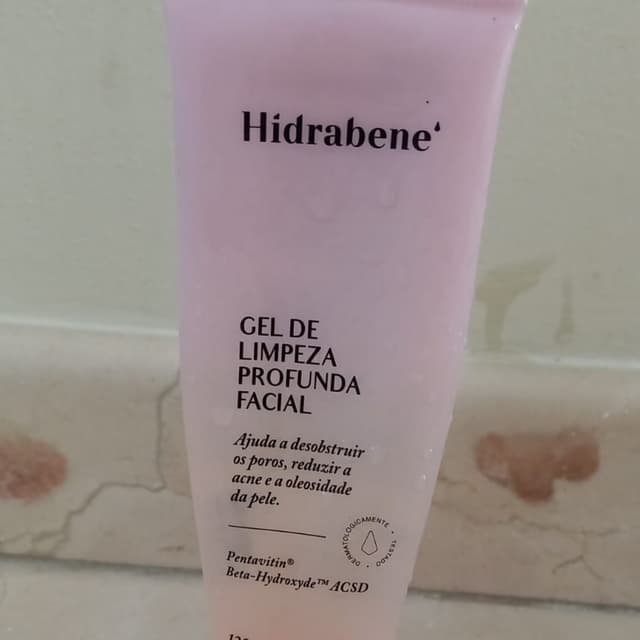 Hidrabene
GEL DE
LIMPEZA
PROFUNDA
FACIAL
Ajuda a desobstruir
os poros, reduzir a
acne e a oleosidade
da pele.
DERMATOLOGICAMENTE • TESTADO •
Pentavitin®
Beta-Hydroxyde™ ACSD